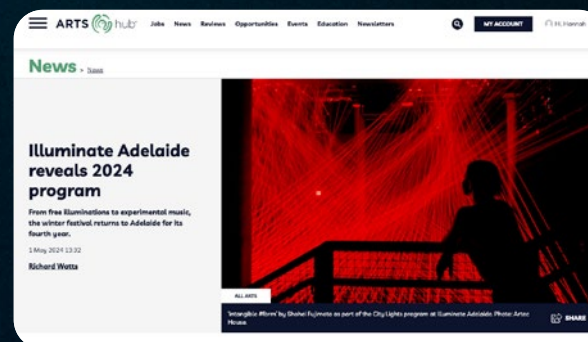 ARTS hub
Jobs News Reviews Opportunities Events Education Newsletters
MY ACCOUNT
Hi, Hannah
News > News
Illuminate Adelaide
reveals 2024
program
From free illuminations to experimental music,
the winter festival returns to Adelaide for its
fourth year.
1 May 2024 13:32
Richard Watts
ALL ARTS
'Intangible #form' by Shohei Fujimoto as part of the City Lights program at Illuminate Adelaide. Photo: Artec
House.
SHARE